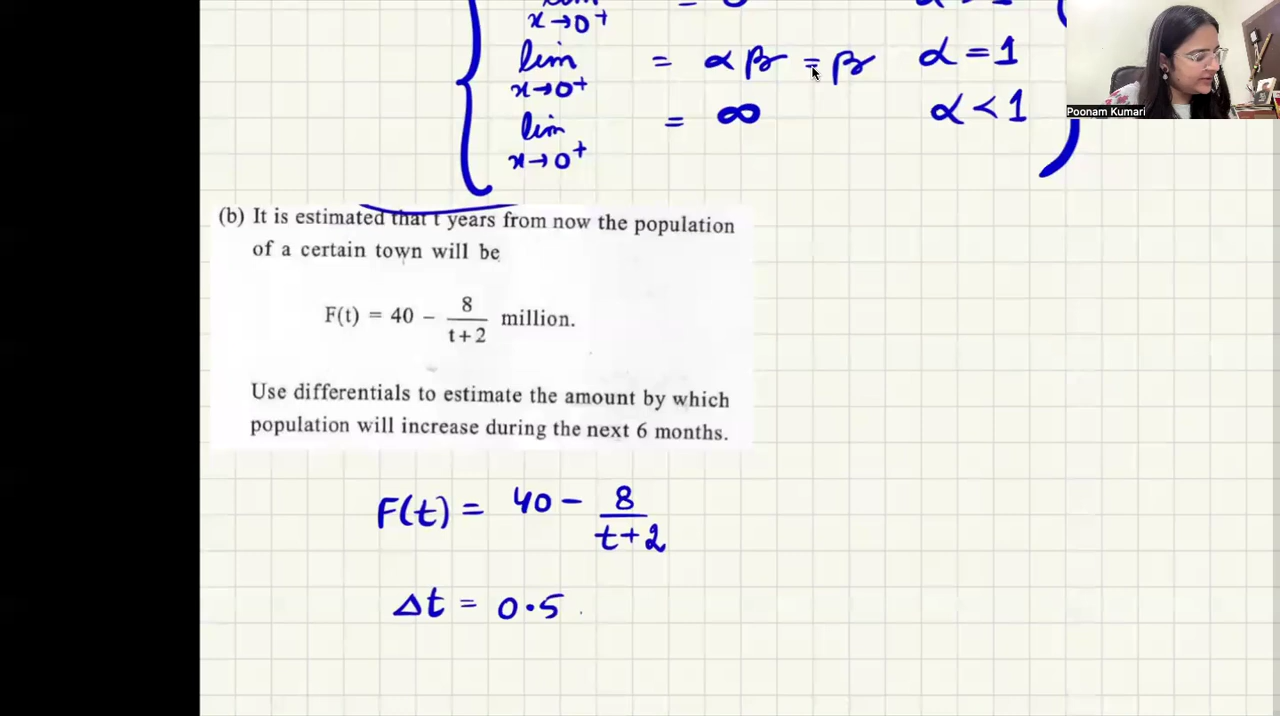 x→0⁺
lim = αβ = β α = 1
x→0⁺
lim = ∞ α < 1
x→0⁺
Poonam Kumari
(b) It is estimated that t years from now the population
of a certain town will be
F(t) = 40 − 8/(t+2) million.
Use differentials to estimate the amount by which
population will increase during the next 6 months.
F(t) = 40 − 8/(t+2)
Δt = 0.5